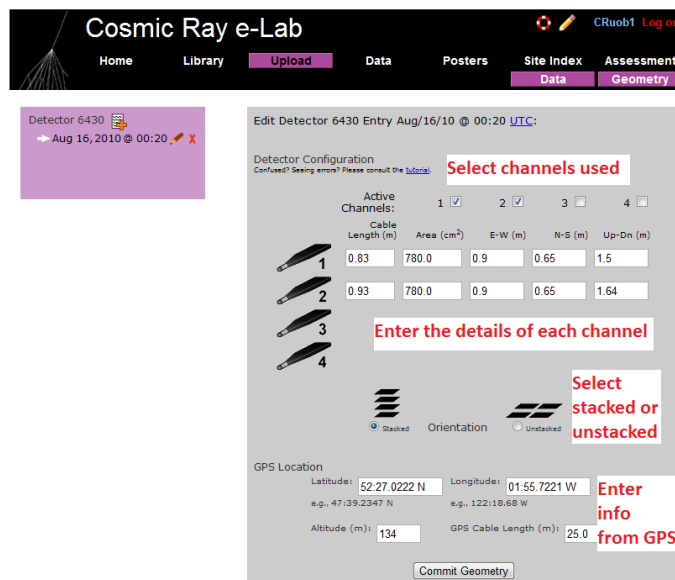 Cosmic Ray e-Lab
CRuob1 Log ou
Home Library Upload Data Posters Site Index Assessment
Data Geometry
Detector 6430
Aug 16, 2010 @ 00:20 X
Edit Detector 6430 Entry Aug/16/10 @ 00:20 UTC:
Detector Configuration
Confused? Seeing errors? Please consult the tutorial.
Select channels used
Active Channels: 1 2 3 4
Cable Length (m) Area (cm²) E-W (m) N-S (m) Up-Dn (m)
1 0.83 780.0 0.9 0.65 1.5
2 0.93 780.0 0.9 0.65 1.64
3
Enter the details of each channel
4
Select
stacked or
unstacked
Stacked Orientation Unstacked
GPS Location
Latitude: 52:27.0222 N Longitude: 01:55.7221 W
e.g., 47:39.2347 N e.g., 122:18.68 W
Enter
info
from GPS
Altitude (m): 134 GPS Cable Length (m): 25.0
Commit Geometry